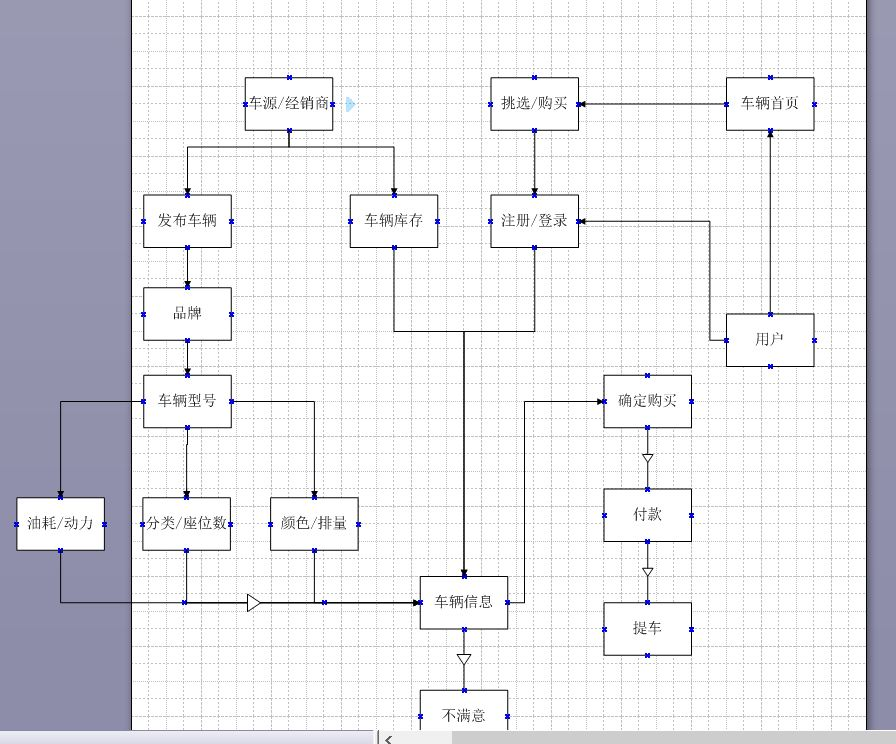 车源/经销商
挑选/购买
车辆首页
发布车辆
车辆库存
注册/登录
品牌
用户
车辆型号
确定购买
油耗/动力
分类/座位数
颜色/排量
付款
车辆信息
提车
不满意